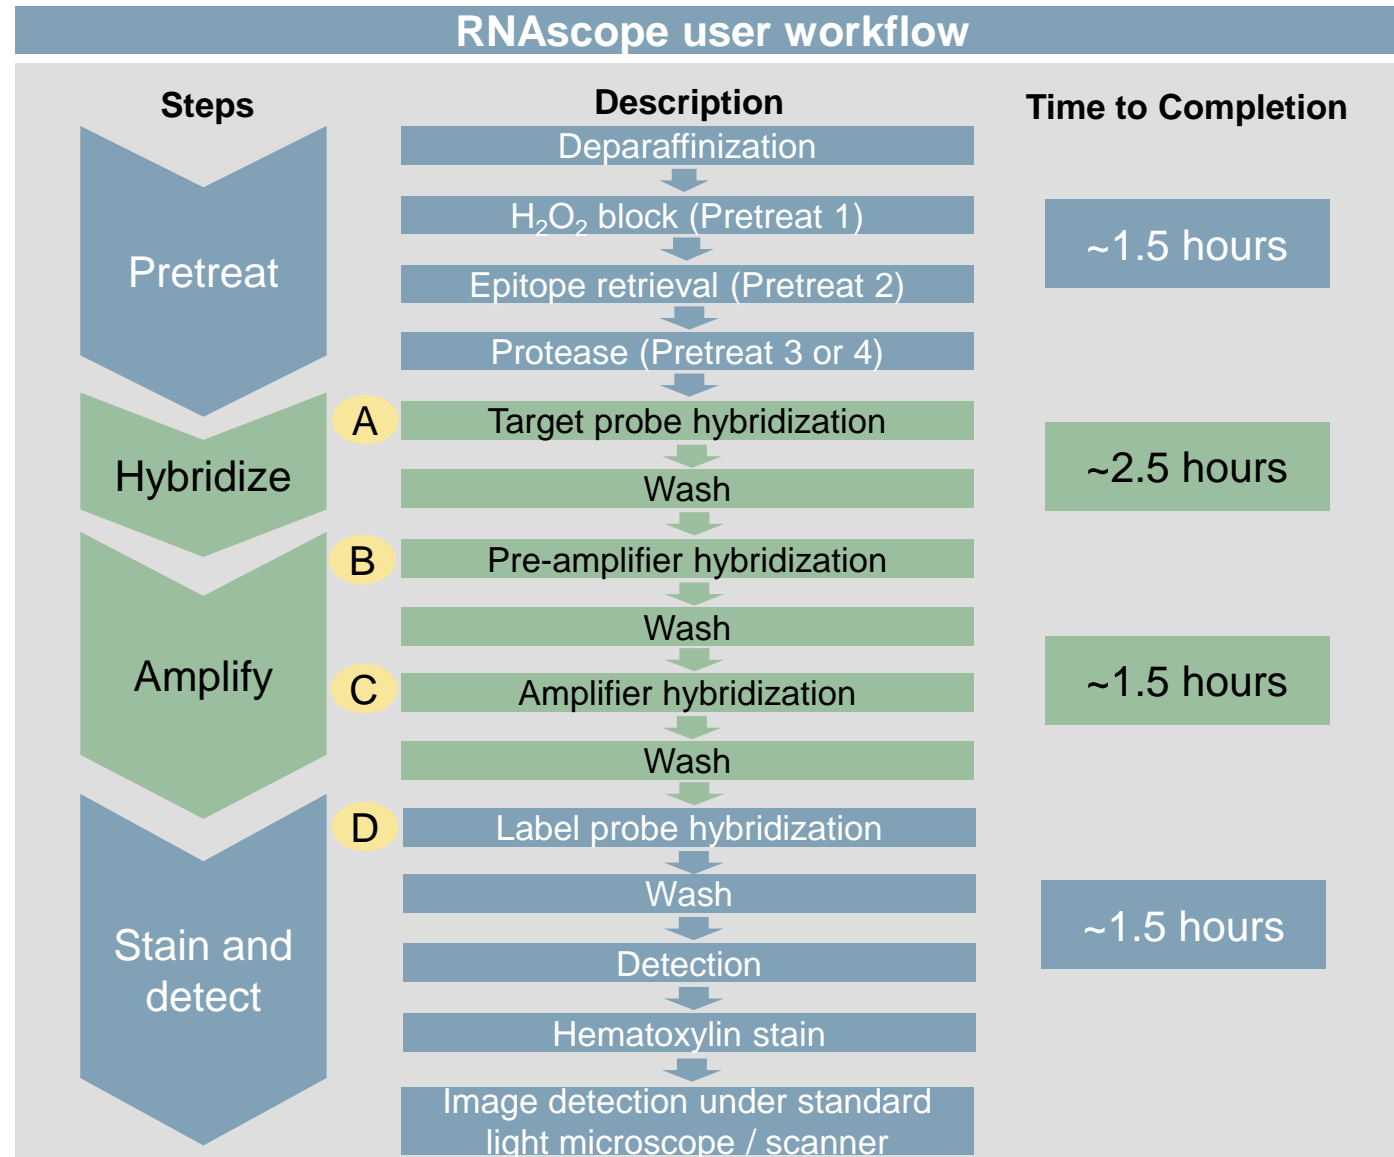 RNAscope user workflow
Steps
Description
Time to Completion
Pretreat
Deparaffinization
H₂O₂ block (Pretreat 1)
Epitope retrieval (Pretreat 2)
Protease (Pretreat 3 or 4)
~1.5 hours
Hybridize
A
Target probe hybridization
Wash
~2.5 hours
Amplify
B
Pre-amplifier hybridization
Wash
C
Amplifier hybridization
Wash
~1.5 hours
Stain and
detect
D
Label probe hybridization
Wash
Detection
Hematoxylin stain
Image detection under standard
light microscope / scanner
~1.5 hours